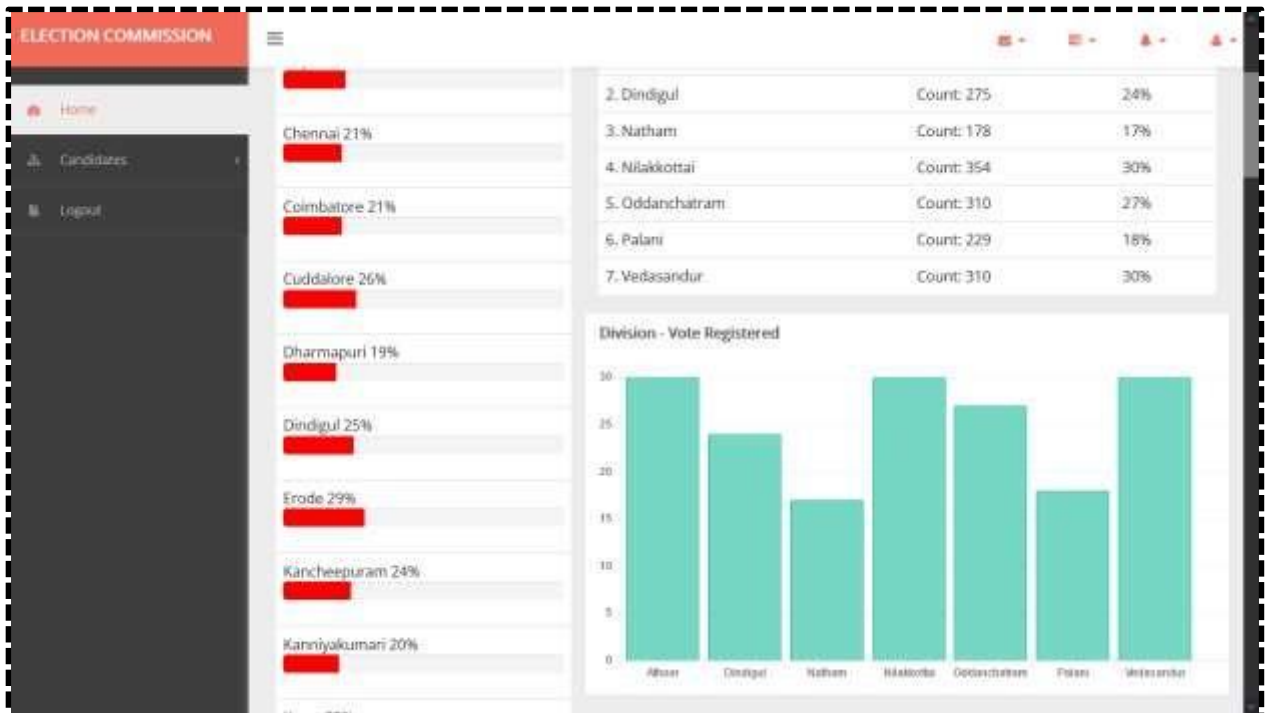 ELECTION COMMISSION
Home
Candidates
Logout
Chennai 21%
Coimbatore 21%
Cuddalore 26%
Dharmapuri 19%
Dindigul 25%
Erode 29%
Kancheepuram 24%
Kanniyakumari 20%
2. Dindigul Count: 275 24%
3. Natham Count: 178 17%
4. Nilakkottai Count: 354 30%
5. Oddanchatram Count: 310 27%
6. Palani Count: 229 18%
7. Vedasandur Count: 310 30%
Division - Vote Registered
30
25
20
15
10
5
0
Dindigul Natham Oddanchatram Palani Vedasandur